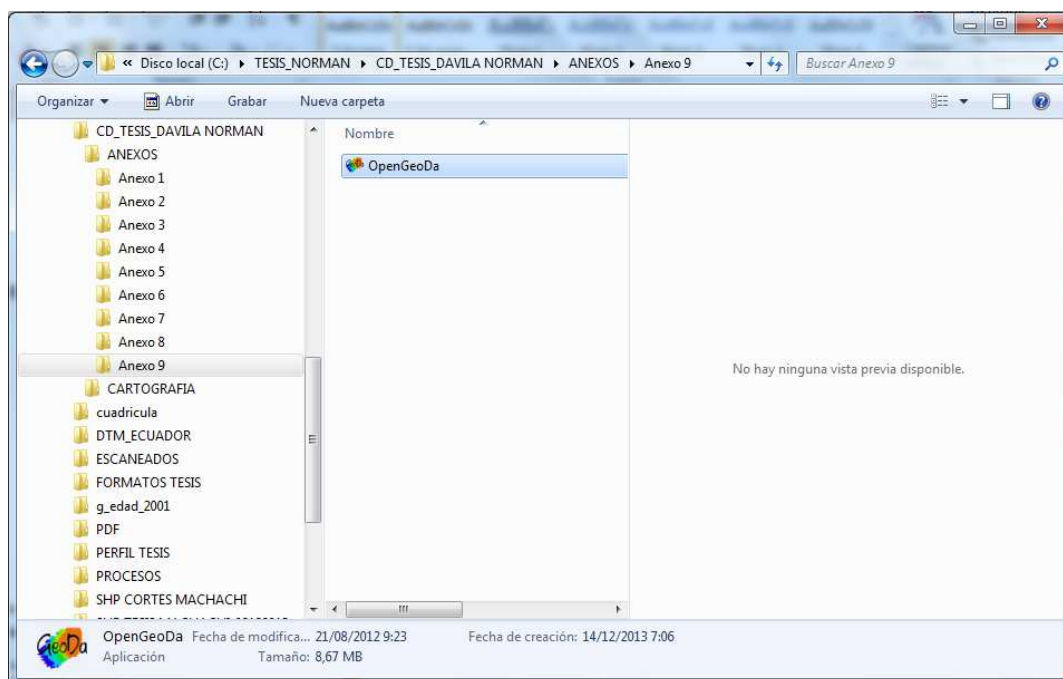 « Disco local (C:) ▸ TESIS_NORMAN ▸ CD_TESIS_DAVILA NORMAN ▸ ANEXOS ▸ Anexo 9
Buscar Anexo 9
Organizar Abrir Grabar Nueva carpeta
CD_TESIS_DAVILA NORMAN
ANEXOS
Anexo 1
Anexo 2
Anexo 3
Anexo 4
Anexo 5
Anexo 6
Anexo 7
Anexo 8
Anexo 9
CARTOGRAFIA
cuadricula
DTM_ECUADOR
ESCANEADOS
FORMATOS TESIS
g_edad_2001
PDF
PERFIL TESIS
PROCESOS
SHP CORTES MACHACHI
Nombre
OpenGeoDa
No hay ninguna vista previa disponible.
GeoDa
OpenGeoDa Fecha de modifica... 21/08/2012 9:23 Fecha de creación: 14/12/2013 7:06
Aplicación Tamaño: 8,67 MB